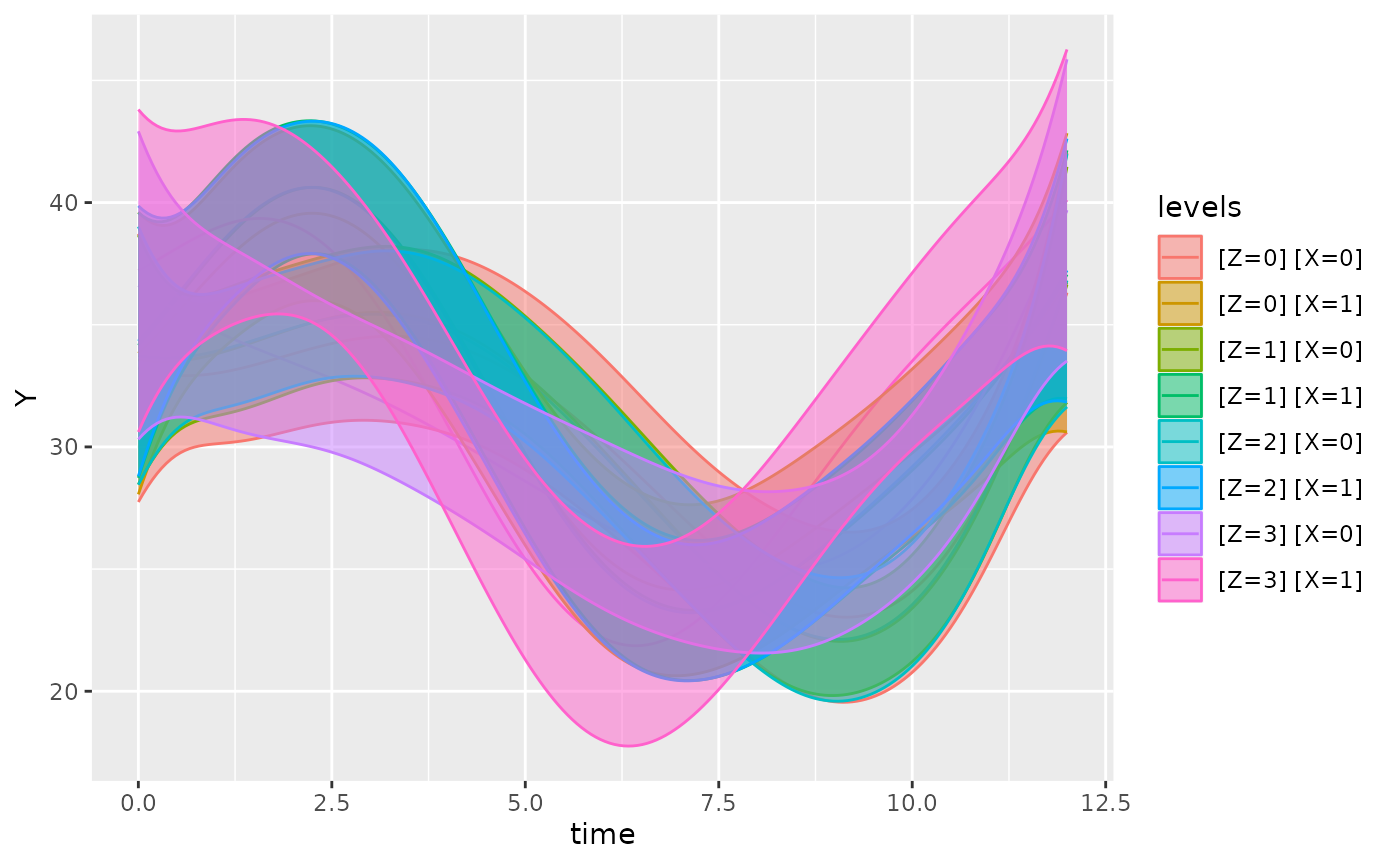 40
30
20
Y
0.0 2.5 5.0 7.5 10.0 12.5
time
levels
[Z=0] [X=0]
[Z=0] [X=1]
[Z=1] [X=0]
[Z=1] [X=1]
[Z=2] [X=0]
[Z=2] [X=1]
[Z=3] [X=0]
[Z=3] [X=1]